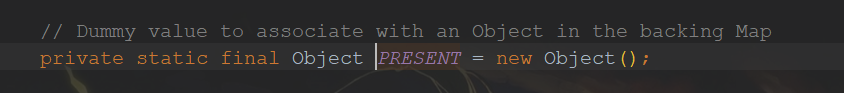 // Dummy value to associate with an Object in the backing Map
private static final Object PRESENT = new Object();